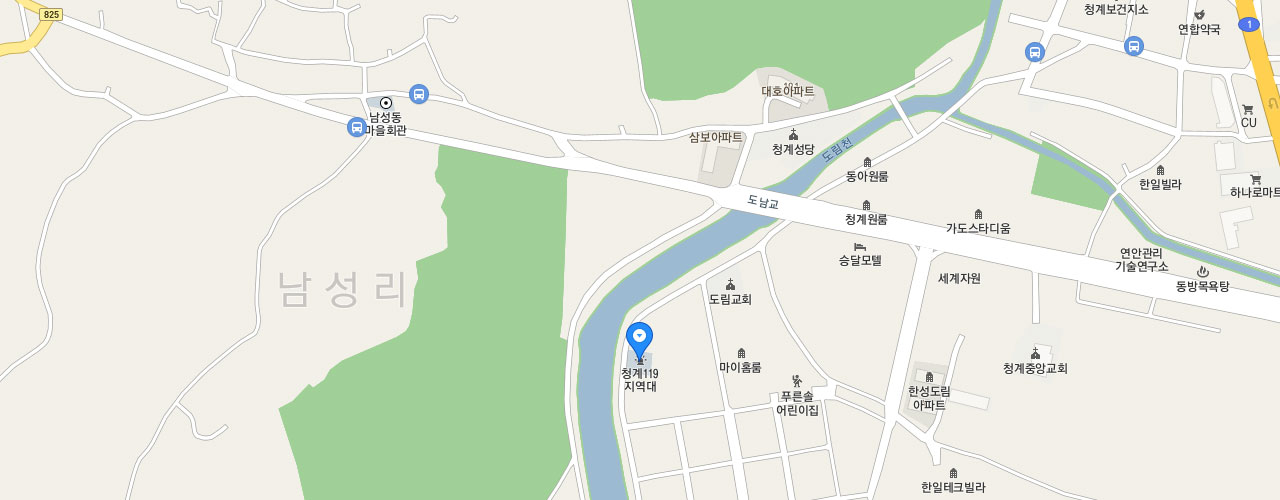 825
청계보건지소
연합약국
1
101
대호아파트
CU
남성동
마을회관
삼보아파트
청계성당
도림천
동아원룸
한일빌라
하나로마트
도남교
청계원룸
가도스타디움
승달모텔
연안관리
기술연구소
세계자원
동방목욕탕
남성리
도림교회
청계119
지역대
마이홈룸
청계중앙교회
푸른솔
어린이집
한성도림
아파트
한일테크빌라